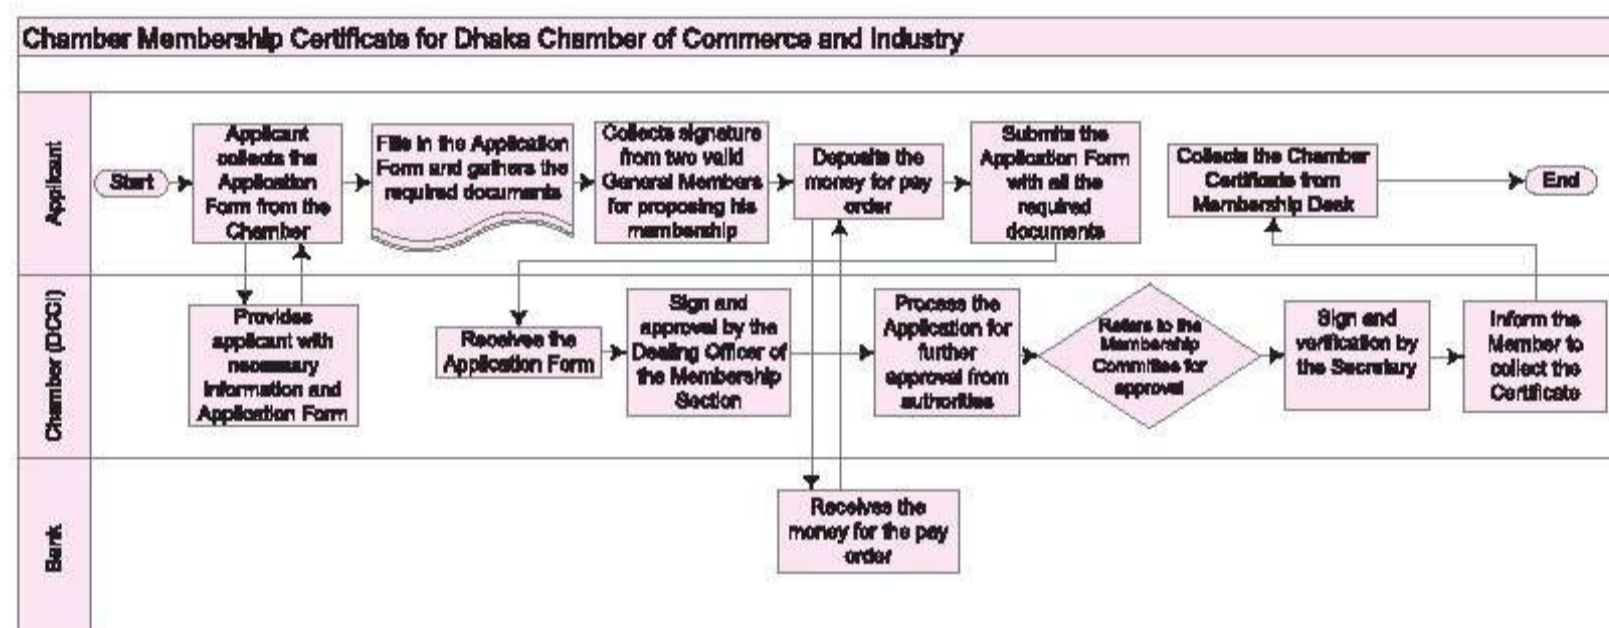 Chamber Membership Certificate for Dhaka Chamber of Commerce and Industry
Applicant
Start
Applicant
collects the
Application
Form from the
Chamber
Fills in the Application
Form and gathers the
required documents
Collects signature
from two valid
General Members
for proposing his
membership
Deposits the
money for pay
order
Submits the
Application Form
with all the
required
documents
Collects the Chamber
Certificate from
Membership Desk
End
Chamber (DCCI)
Provides
applicant with
necessary
information and
Application Form
Receives the
Application Form
Sign and
approval by the
Dealing Officer of
the Membership
Section
Process the
Application for
further
approval from
authorities
Refers to the
Membership
Committee for
approval
Sign and
verification by
the Secretary
Inform the
Member to
collect the
Certificate
Bank
Receives the
money for the pay
order